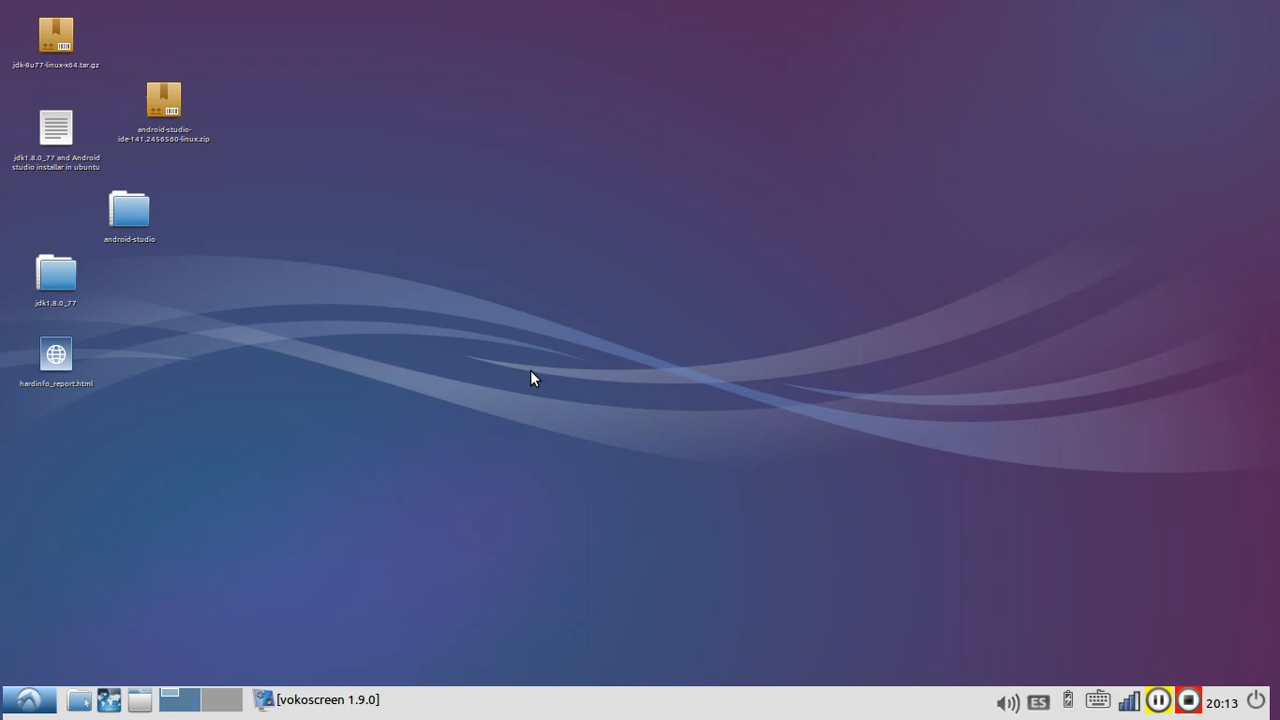 jdk-8u77-linux-x64.tar.gz
android-studio-
ide-141.2456560-linux.zip
jdk1.8.0_77 and Android
studio installar in ubuntu
android-studio
jdk1.8.0_77
hardinfo_report.html
[vokoscreen 1.9.0]
ES
20:13